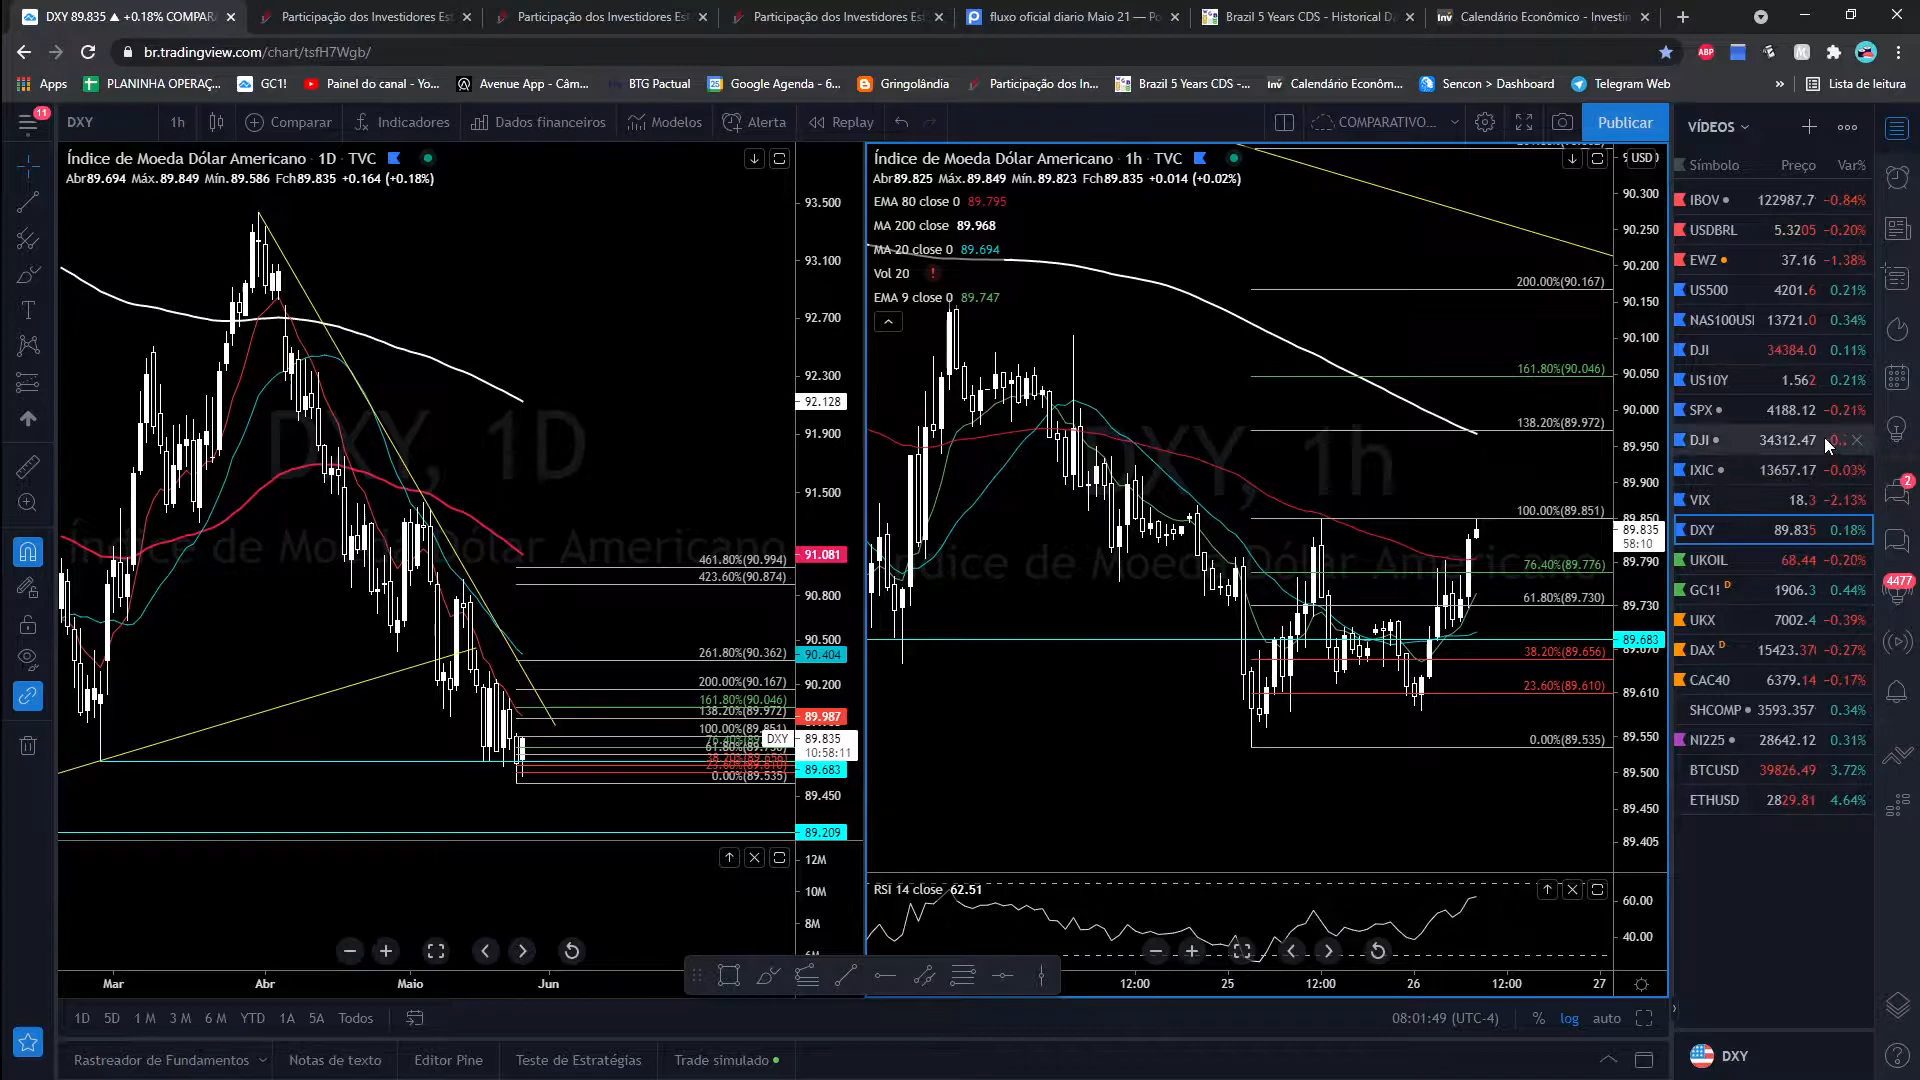 DXY 89.835 ▲ +0.18% COMPAR
Participação dos Investidores Est
Participação dos Investidores Est
Participação dos Investidores Est
fluxo oficial diario Maio 21 — Po
Brazil 5 Years CDS - Historical D
Calendário Econômico - Investin
br.tradingview.com/chart/tsfH7Wgb/
Apps
PLANINHA OPERAÇ...
GC1!
Painel do canal - Yo...
Avenue App - Câm...
BTG Pactual
Google Agenda - 6...
Gringolândia
Participação dos In...
Brazil 5 Years CDS -...
Calendário Econôm...
Sencon > Dashboard
Telegram Web
»
Lista de leitura
11
DXY
1h
Comparar
Indicadores
Dados financeiros
Modelos
Alerta
Replay
COMPARATIVO...
Publicar
VÍDEOS
Índice de Moeda Dólar Americano · 1D · TVC
Abr89.694 Máx.89.849 Mín.89.586 Fch89.835 +0.164 (+0.18%)
DXY, 1D
Índice de Moeda Dólar Americano
93.500
93.100
92.700
92.300
92.128
91.900
91.500
91.081
90.800
90.500
90.404
90.200
89.987
DXY 89.835
10:58:11
89.683
89.450
89.209
461.80%(90.994)
423.60%(90.874)
261.80%(90.362)
200.00%(90.167)
161.80%(90.046)
138.20%(89.972)
100.00%(89.851)
0.00%(89.535)
12M
10M
8M
Mar
Abr
Maio
Jun
Índice de Moeda Dólar Americano · 1h · TVC
Abr89.825 Máx.89.849 Mín.89.823 Fch89.835 +0.014 (+0.02%)
EMA 80 close 0 89.795
MA 200 close 89.968
MA 20 close 0 89.694
Vol 20 !
EMA 9 close 0 89.747
DXY, 1h
Índice de Moeda Dólar Americano
200.00%(90.167)
161.80%(90.046)
138.20%(89.972)
100.00%(89.851)
76.40%(89.776)
61.80%(89.730)
38.20%(89.656)
23.60%(89.610)
0.00%(89.535)
USD
90.300
90.250
90.200
90.150
90.100
90.050
90.000
89.950
89.900
89.835
58:10
89.790
89.730
89.683
89.610
89.550
89.500
89.450
89.405
RSI 14 close 62.51
60.00
40.00
12:00
25
12:00
26
12:00
27
Símbolo Preço Var%
IBOV 122987.7 −0.84%
USDBRL 5.3205 −0.20%
EWZ 37.16 −1.38%
US500 4201.6 0.21%
NAS100USI 13721.0 0.34%
DJI 34384.0 0.11%
US10Y 1.562 0.21%
SPX 4188.12 −0.21%
DJI 34312.47
IXIC 13657.17 −0.03%
VIX 18.3 −2.13%
DXY 89.835 0.18%
UKOIL 68.44 −0.20%
GC1! D 1906.3 0.44%
UKX 7002.4 −0.39%
DAX D 15423.370 −0.27%
CAC40 6379.14 −0.17%
SHCOMP 3593.357 0.34%
NI225 28642.12 0.31%
BTCUSD 39826.49 3.72%
ETHUSD 2829.81 4.64%
2
4477
1D 5D 1 M 3 M 6 M YTD 1A 5A Todos
08:01:49 (UTC-4)
% log auto
Rastreador de Fundamentos
Notas de texto
Editor Pine
Teste de Estratégias
Trade simulado
DXY